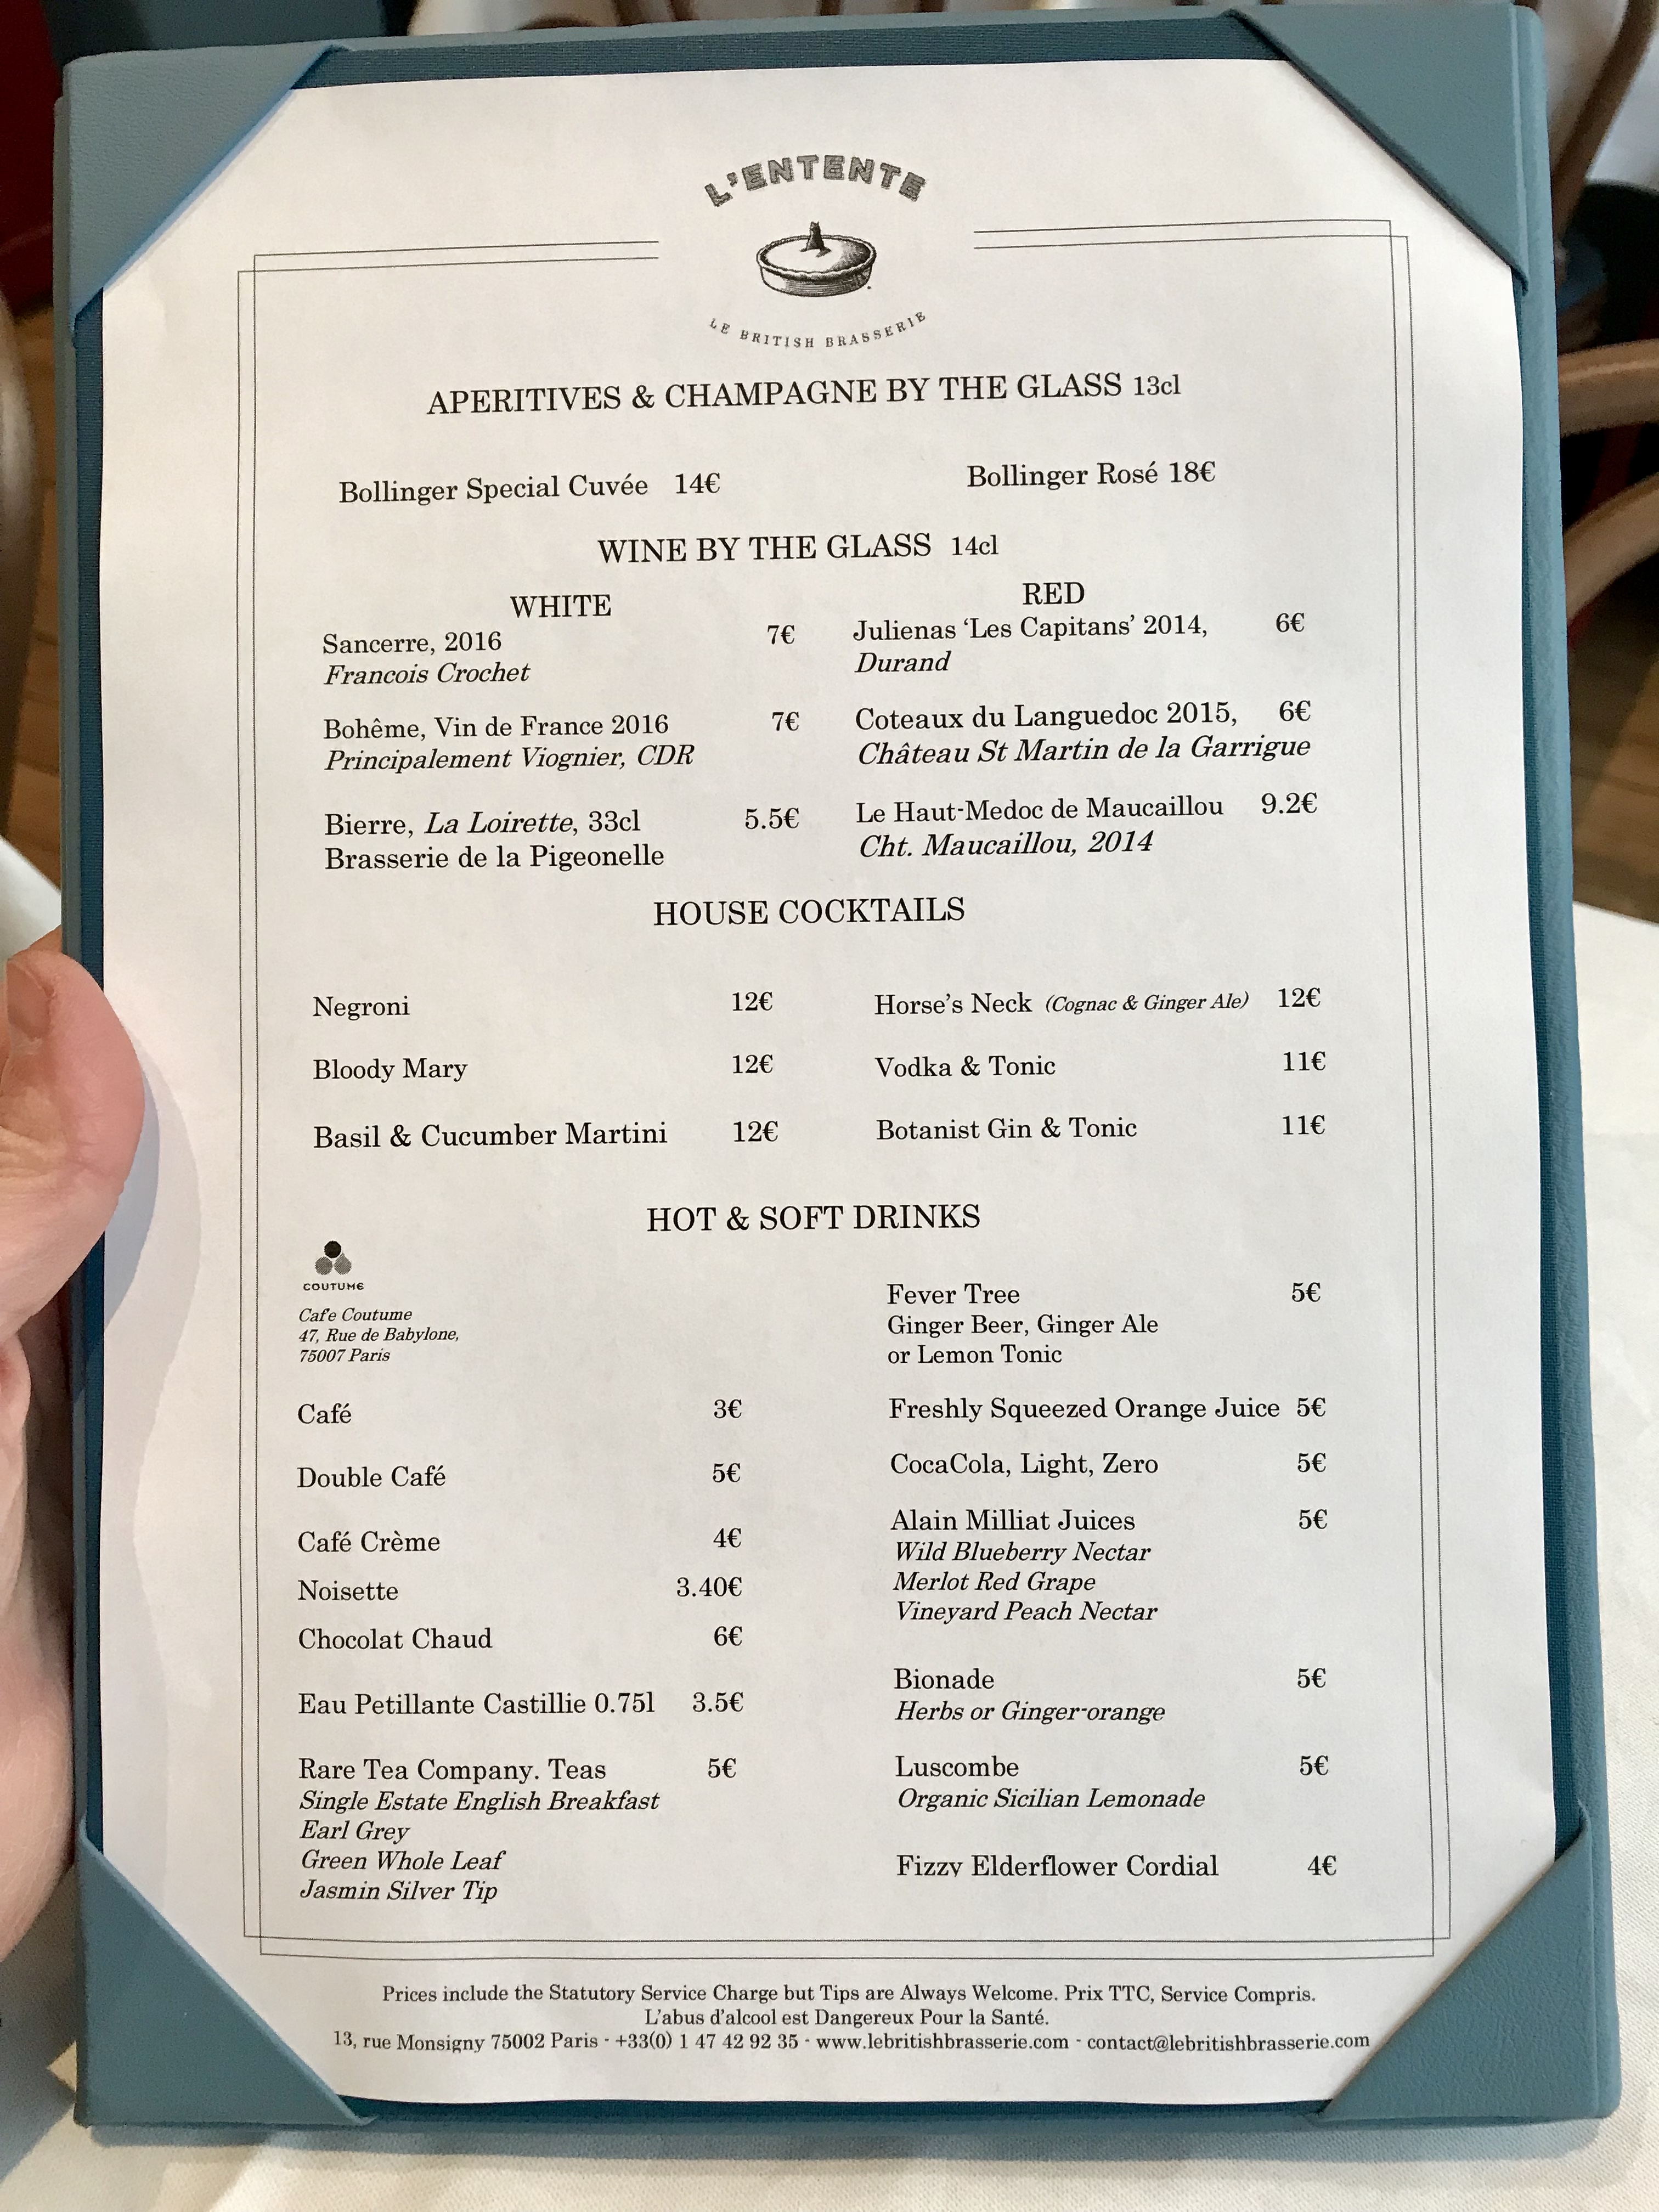 L'ENTENTE
LE BRITISH BRASSERIE
APERITIVES & CHAMPAGNE BY THE GLASS 13cl
Bollinger Special Cuvée 14€
Bollinger Rosé 18€
WINE BY THE GLASS 14cl
WHITE
Sancerre, 2016 7€
Francois Crochet
Bohême, Vin de France 2016 7€
Principalement Viognier, CDR
Bierre, La Loirette, 33cl 5.5€
Brasserie de la Pigeonelle
RED
Julienas ‘Les Capitans’ 2014, 6€
Durand
Coteaux du Languedoc 2015, 6€
Château St Martin de la Garrigue
Le Haut-Medoc de Maucaillou 9.2€
Cht. Maucaillou, 2014
HOUSE COCKTAILS
Negroni 12€
Bloody Mary 12€
Basil & Cucumber Martini 12€
Horse’s Neck (Cognac & Ginger Ale) 12€
Vodka & Tonic 11€
Botanist Gin & Tonic 11€
HOT & SOFT DRINKS
COUTUME
Caf'e Coutume
47, Rue de Babylone,
75007 Paris
Café 3€
Double Café 5€
Café Crème 4€
Noisette 3.40€
Chocolat Chaud 6€
Eau Petillante Castillie 0.75l 3.5€
Rare Tea Company. Teas 5€
Single Estate English Breakfast
Earl Grey
Green Whole Leaf
Jasmin Silver Tip
Fever Tree 5€
Ginger Beer, Ginger Ale
or Lemon Tonic
Freshly Squeezed Orange Juice 5€
CocaCola, Light, Zero 5€
Alain Milliat Juices 5€
Wild Blueberry Nectar
Merlot Red Grape
Vineyard Peach Nectar
Bionade 5€
Herbs or Ginger-orange
Luscombe 5€
Organic Sicilian Lemonade
Fizzy Elderflower Cordial 4€
Prices include the Statutory Service Charge but Tips are Always Welcome. Prix TTC, Service Compris.
L’abus d’alcool est Dangereux Pour la Santé.
13, rue Monsigny 75002 Paris - +33(0) 1 47 42 92 35 - www.lebritishbrasserie.com - contact@lebritishbrasserie.com